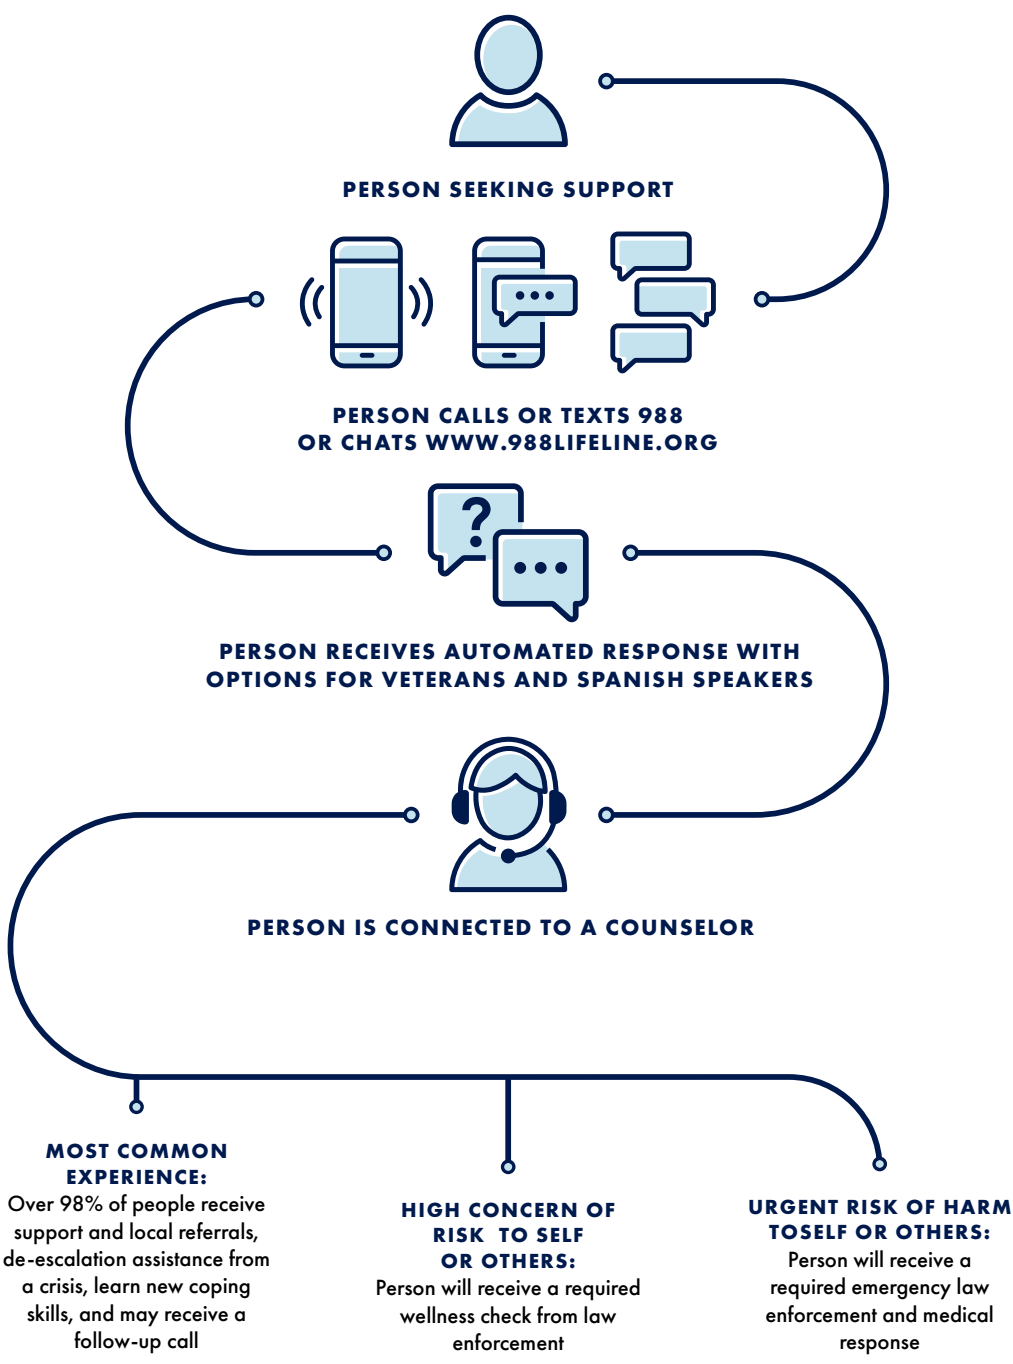 PERSON SEEKING SUPPORT
PERSON CALLS OR TEXTS 988
OR CHATS WWW.988LIFELINE.ORG
?
PERSON RECEIVES AUTOMATED RESPONSE WITH
OPTIONS FOR VETERANS AND SPANISH SPEAKERS
PERSON IS CONNECTED TO A COUNSELOR
MOST COMMON
EXPERIENCE:
Over 98% of people receive
support and local referrals,
de-escalation assistance from
a crisis, learn new coping
skills, and may receive a
follow-up call
HIGH CONCERN OF
RISK TO SELF
OR OTHERS:
Person will receive a required
wellness check from law
enforcement
URGENT RISK OF HARM
TOSELF OR OTHERS:
Person will receive a
required emergency law
enforcement and medical
response